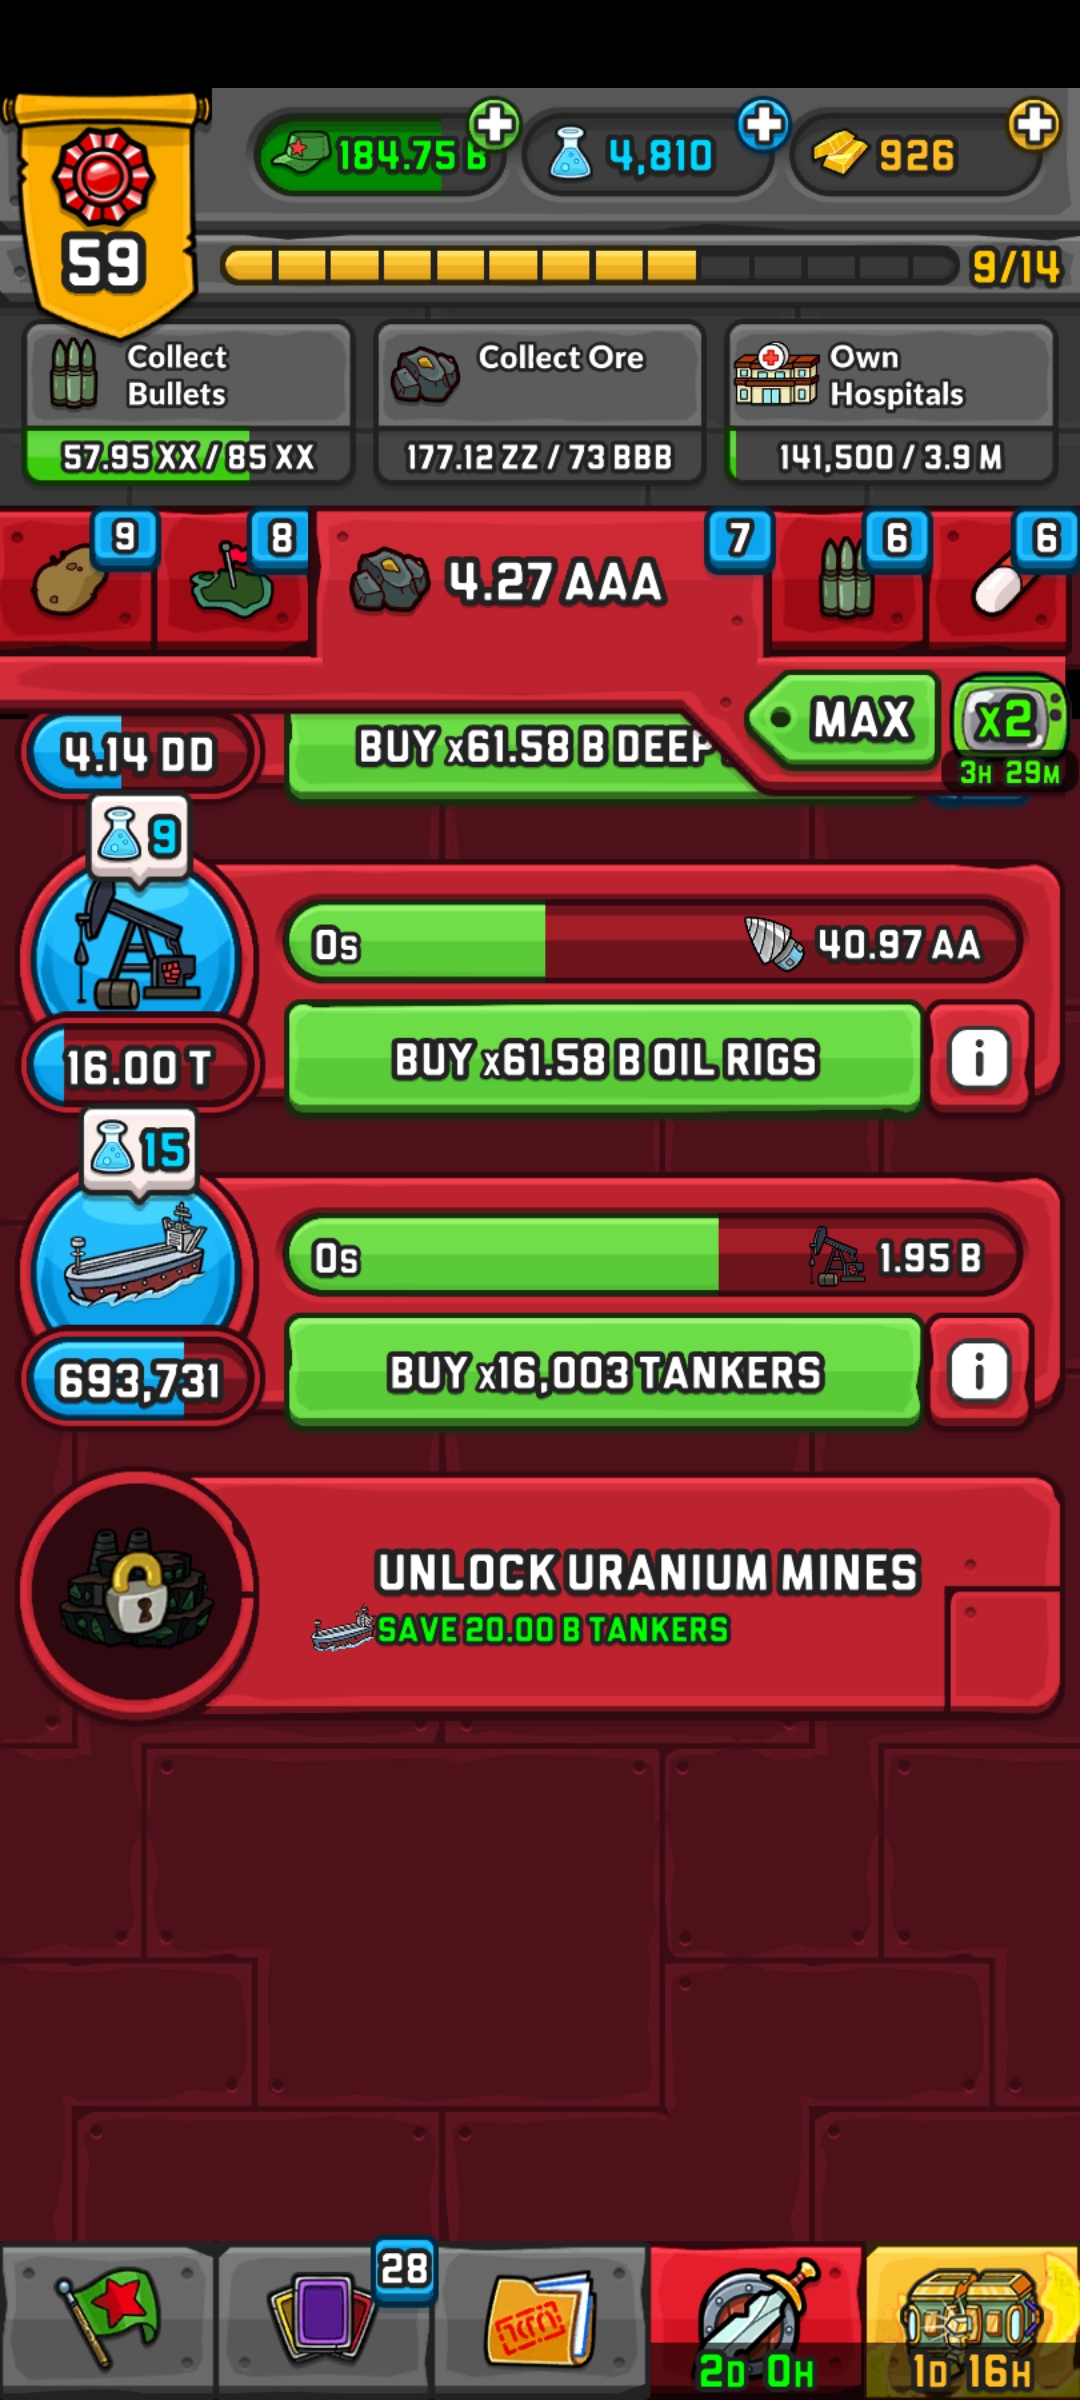 184.75 B
4,810
926
59
9/14
Collect
Bullets
57.95 XX / 85 XX
Collect Ore
177.12 ZZ / 73 BBB
Own
Hospitals
141,500 / 3.9 M
9
8
4.27 AAA
7
6
6
MAX
x2
3H 29M
4.14 DD
BUY x61.58 B DEEP
9
0s
40.97 AA
16.00 T
BUY x61.58 B OIL RIGS
i
15
0s
1.95 B
693,731
BUY x16,003 TANKERS
i
UNLOCK URANIUM MINES
SAVE 20.00 B TANKERS
28
2D 0H
1D 16H